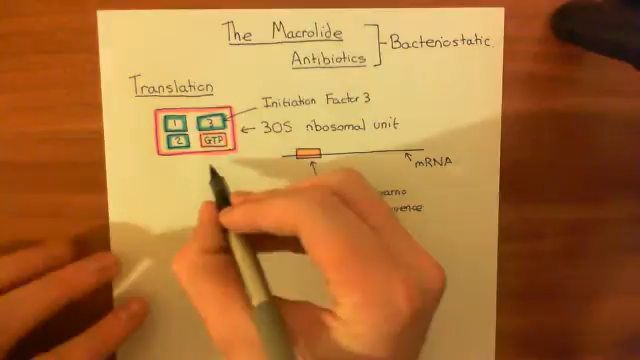 The Macrolide
Antibiotics
Bacteriostatic.
Translation
Initiation Factor 3
1 3
2 GTP
30S ribosomal unit
mRNA